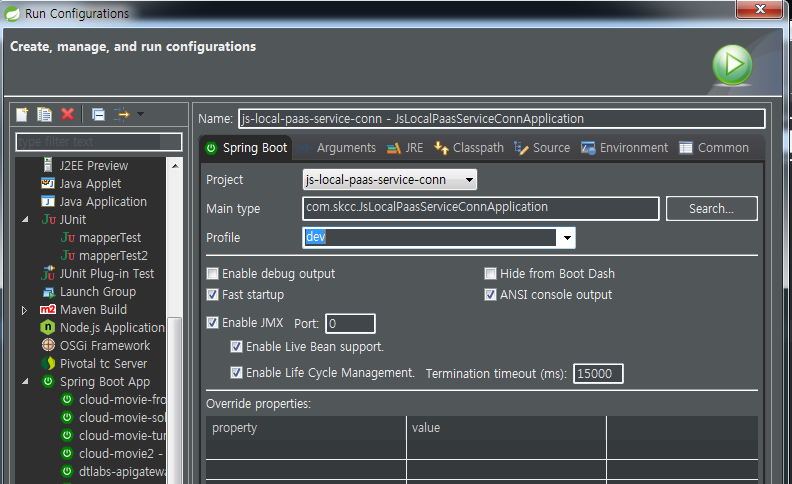 Run Configurations
Create, manage, and run configurations
type filter text
J2EE Preview
Java Applet
Java Application
Ju JUnit
Ju mapperTest
Ju mapperTest2
JUnit Plug-in Test
Launch Group
m2 Maven Build
Node.js Application
OSGi Framework
Pivotal tc Server
Spring Boot App
cloud-movie-fro
cloud-movie-sol
cloud-movie-tur
cloud-movie2 -
dtlabs-apigatewa
Name: js-local-paas-service-conn - JsLocalPaasServiceConnApplication
Spring Boot Arguments JRE Classpath Source Environment Common
Project js-local-paas-service-conn
Main type com.skcc.JsLocalPaasServiceConnApplication Search...
Profile dev
Enable debug output Hide from Boot Dash
Fast startup ANSI console output
Enable JMX Port: 0
Enable Live Bean support.
Enable Life Cycle Management. Termination timeout (ms): 15000
Override properties:
property value